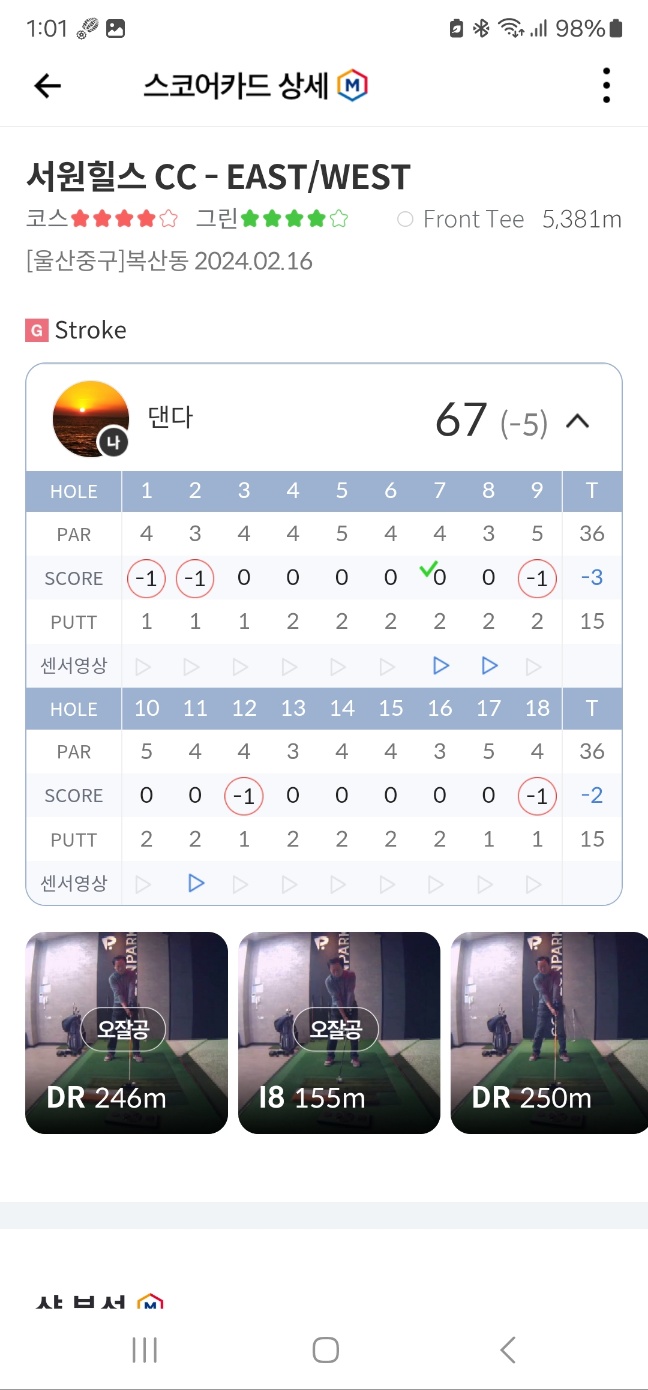 1:01 98%
스코어카드 상세 M
서원힐스 CC - EAST/WEST
코스 그린 Front Tee 5,381m
[울산중구]복산동 2024.02.16
G Stroke
댄다 67 (-5)
나
HOLE 1 2 3 4 5 6 7 8 9 T
PAR 4 3 4 4 5 4 4 3 5 36
SCORE -1 -1 0 0 0 0 0 0 -1 -3
PUTT 1 1 1 2 2 2 2 2 2 15
센서영상
HOLE 10 11 12 13 14 15 16 17 18 T
PAR 5 4 4 3 4 4 3 5 4 36
SCORE 0 0 -1 0 0 0 0 0 -1 -2
PUTT 2 2 1 2 2 2 2 1 1 15
센서영상
오잘공 오잘공
DR 246m I8 155m DR 250m